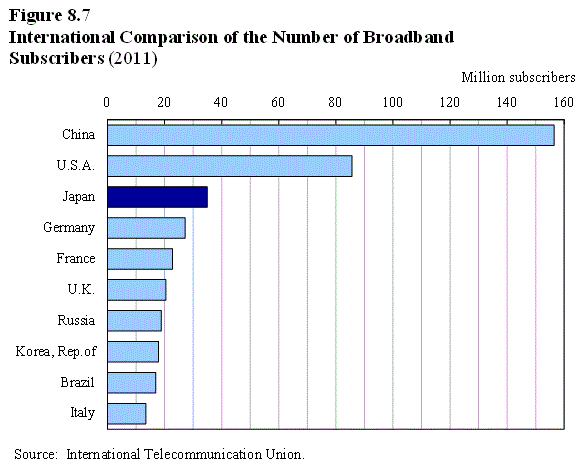 Figure 8.7
International Comparison of the Number of Broadband
Subscribers (2011)
Million subscribers
0 20 40 60 80 100 120 140 160
China
U.S.A.
Japan
Germany
France
U.K.
Russia
Korea, Rep.of
Brazil
Italy
Source: International Telecommunication Union.